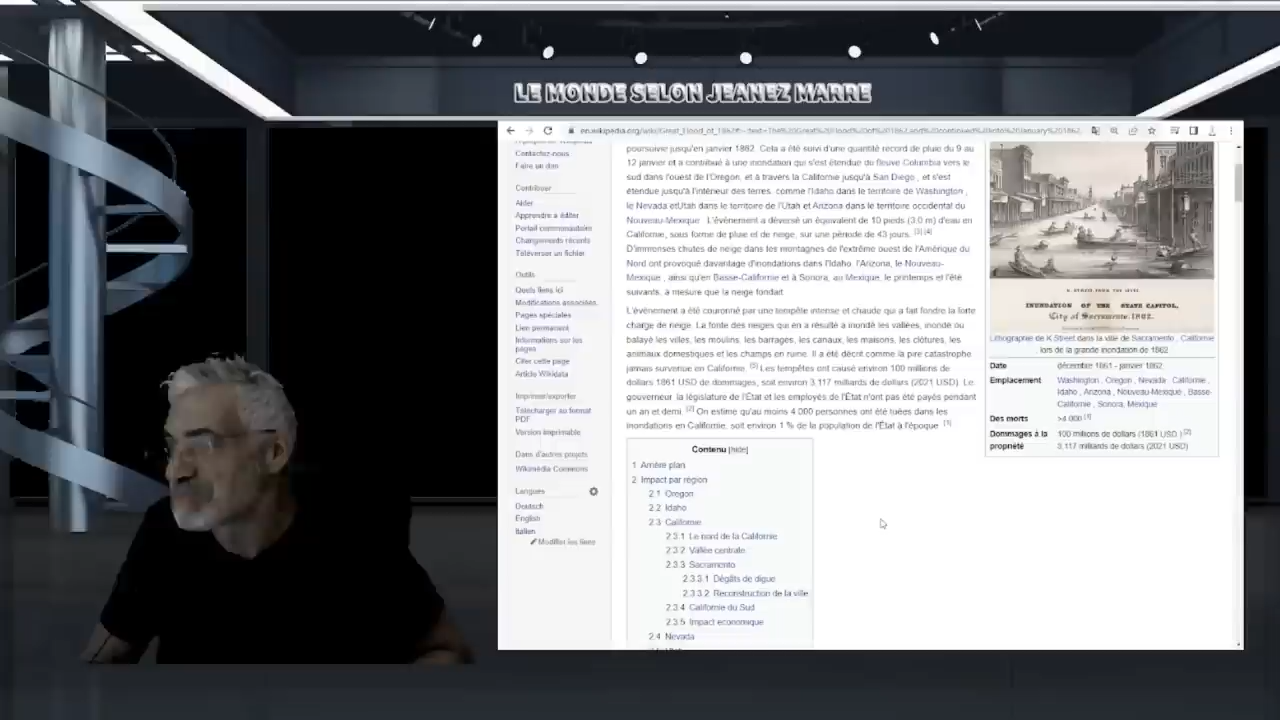 LE MONDE SELON JEANEZ MARRE
Contactez-nous
Faire un don
Contribuer
Aider
Apprendre à éditer
Portail communautaire
Changements récents
Téléverser un fichier
Outils
Quels liens ici
Modifications associées
Pages spéciales
Lien permanent
Informations sur les
pages
Citer cette page
Article Wikidata
Imprimer/exporter
Télécharger au format
PDF
Version imprimable
Dans d'autres projets
Wikimedia Commons
Langues
Deutsch
English
Italien
Modifier les liens
poursuivie jusqu'en janvier 1862. Cela a été suivi d'une quantité record de pluie du 9 au
12 janvier et a contribué à une inondation qui s'est étendue du fleuve Columbia vers le
sud dans l'ouest de l'Oregon, et à travers la Californie jusqu'à San Diego , et s'est
étendue jusqu'à l'intérieur des terres. comme l'Idaho dans le territoire de Washington ,
le Nevada etUtah dans le territoire de l'Utah et Arizona dans le territoire occidental du
Nouveau-Mexique . L'événement a déversé un équivalent de 10 pieds (3,0 m) d'eau en
Californie, sous forme de pluie et de neige, sur une période de 43 jours. [3] [4]
D'immenses chutes de neige dans les montagnes de l'extrême ouest de l'Amérique du
Nord ont provoqué davantage d'inondations dans l'Idaho, l'Arizona, le Nouveau-
Mexique , ainsi qu'en Basse-Californie et à Sonora, au Mexique, le printemps et l'été
suivants, à mesure que la neige fondait.
L'événement a été couronné par une tempête intense et chaude qui a fait fondre la forte
charge de neige. La fonte des neiges qui en a résulté a inondé les vallées, inondé ou
balayé les villes, les moulins, les barrages, les canaux, les maisons, les clôtures, les
animaux domestiques et les champs en ruine. Il a été décrit comme la pire catastrophe
jamais survenue en Californie. [5] Les tempêtes ont causé environ 100 millions de
dollars 1861 USD de dommages, soit environ 3,117 milliards de dollars (2021 USD). Le
gouverneur, la législature de l'État et les employés de l'État n'ont pas été payés pendant
un an et demi. [2] On estime qu'au moins 4 000 personnes ont été tuées dans les
inondations en Californie, soit environ 1 % de la population de l'État à l'époque. [1]
Contenu [hide]
1 Arrière plan
2 Impact par région
2.1 Oregon
2.2 Idaho
2.3 Californie
2.3.1 Le nord de la Californie
2.3.2 Vallée centrale
2.3.3 Sacramento
2.3.3.1 Dégâts de digue
2.3.3.2 Reconstruction de la ville
2.3.4 Californie du Sud
2.3.5 Impact economique
2.4 Nevada
INUNDATION OF THE STATE CAPITOL,
City of Sacramento, 1862.
Lithographie de K Street dans la ville de Sacramento , Californie
, lors de la grande inondation de 1862
Date décembre 1861 - janvier 1862
Emplacement Washington , Oregon , Nevada , Californie ,
Idaho , Arizona , Nouveau-Mexique , Basse-
Californie , Sonora, Mexique
Des morts >4 000 [1]
Dommages à la 100 millions de dollars (1861 USD ) [2]
propriété 3,117 milliards de dollars (2021 USD)